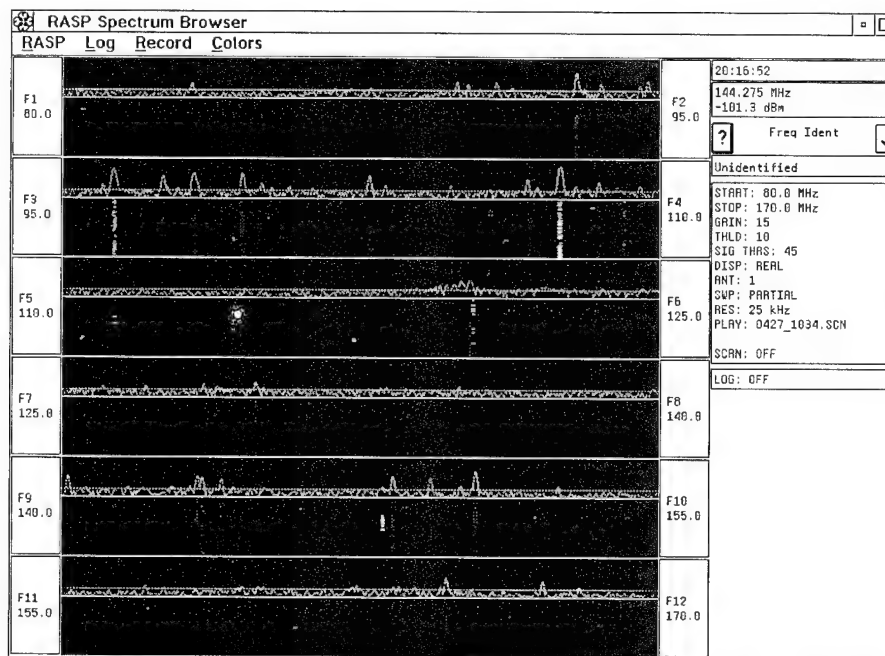 RASP Spectrum Browser
RASP Log Record Colors
F1
80.0
F2
95.0
F3
95.0
F4
110.0
F5
110.0
F6
125.0
F7
125.0
F8
140.0
F9
140.0
F10
155.0
F11
155.0
F12
170.0
20:16:52
144.275 MHz
-101.3 dBm
? Freq Ident
Unidentified
START: 80.0 MHz
STOP: 170.0 MHz
GAIN: 15
THLD: 10
SIG THRS: 45
DISP: REAL
ANT: 1
SWP: PARTIAL
RES: 25 kHz
PLAY: 0427_1034.SCN
SCAN: OFF
LOG: OFF